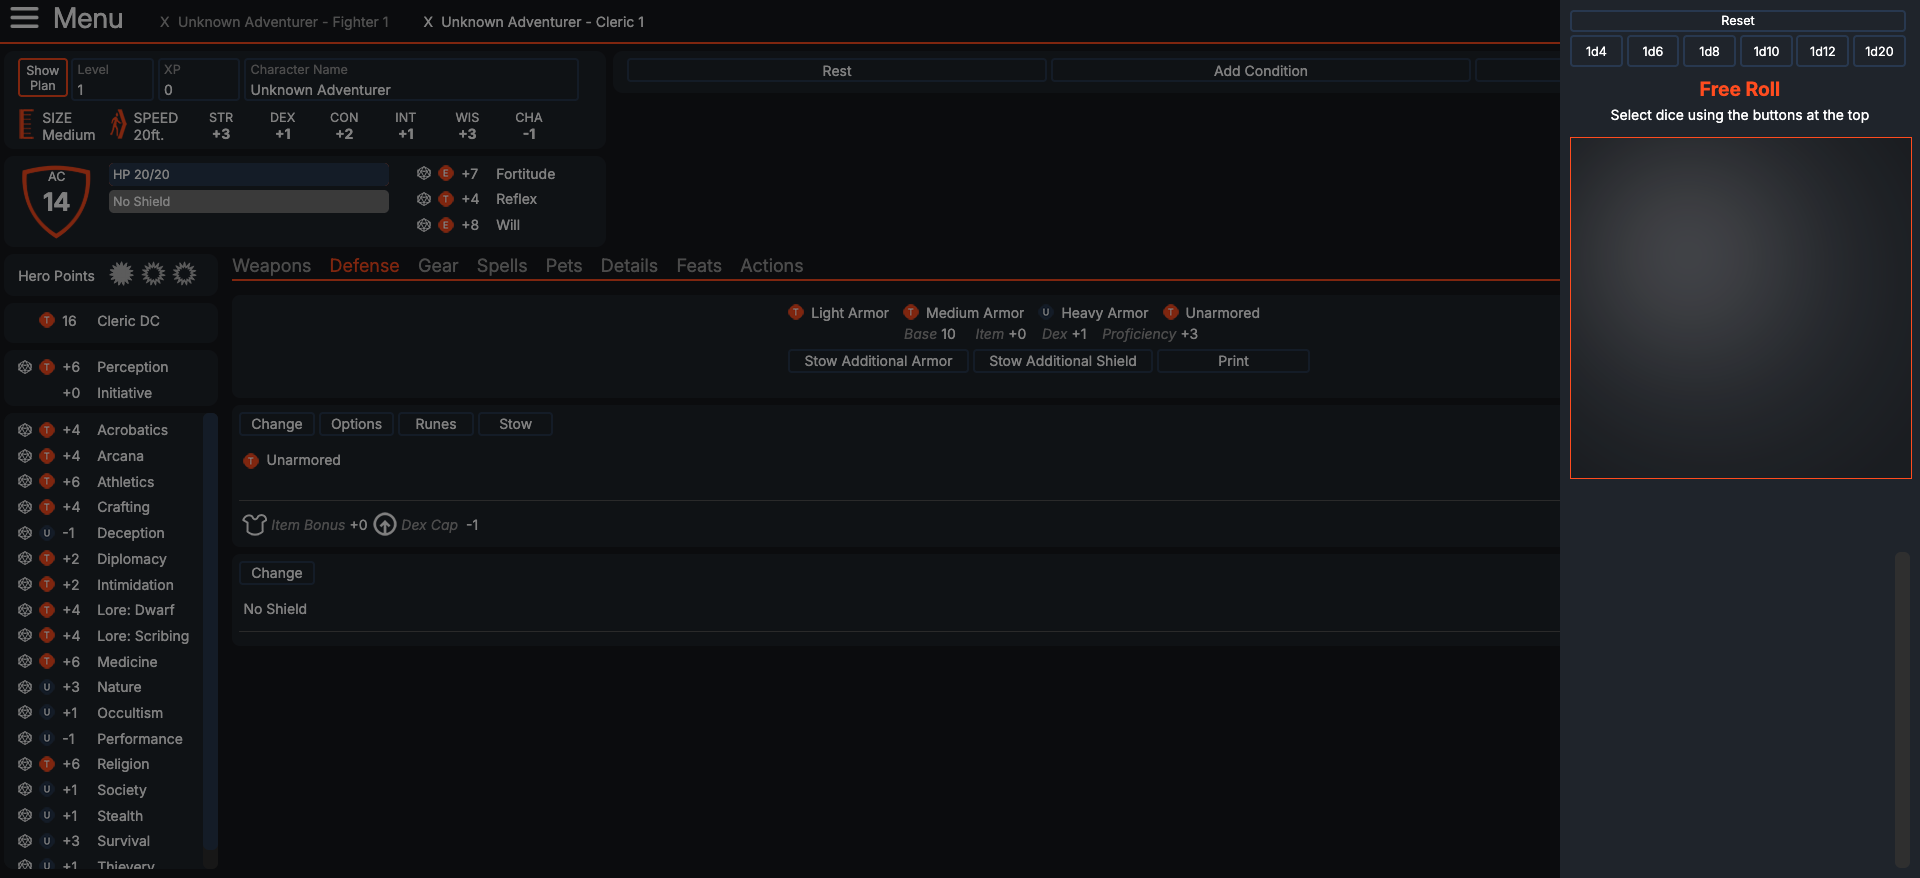 Menu
X Unknown Adventurer - Fighter 1
X Unknown Adventurer - Cleric 1
Show Plan
Level
1
XP
0
Character Name
Unknown Adventurer
SIZE
Medium
SPEED
20ft.
STR
+3
DEX
+1
CON
+2
INT
+1
WIS
+3
CHA
-1
Rest
Add Condition
AC
14
HP 20/20
No Shield
E +7 Fortitude
T +4 Reflex
E +8 Will
Hero Points
T 16 Cleric DC
T +6 Perception
+0 Initiative
T +4 Acrobatics
T +4 Arcana
T +6 Athletics
T +4 Crafting
U -1 Deception
T +2 Diplomacy
T +2 Intimidation
T +4 Lore: Dwarf
T +4 Lore: Scribing
T +6 Medicine
U +3 Nature
U +1 Occultism
U -1 Performance
T +6 Religion
U +1 Society
U +1 Stealth
U +3 Survival
U +1 Thievery
Weapons Defense Gear Spells Pets Details Feats Actions
T Light Armor T Medium Armor U Heavy Armor T Unarmored
Base 10 Item +0 Dex +1 Proficiency +3
Stow Additional Armor Stow Additional Shield Print
Change Options Runes Stow
T Unarmored
Item Bonus +0 Dex Cap -1
Change
No Shield
Reset
1d4 1d6 1d8 1d10 1d12 1d20
Free Roll
Select dice using the buttons at the top